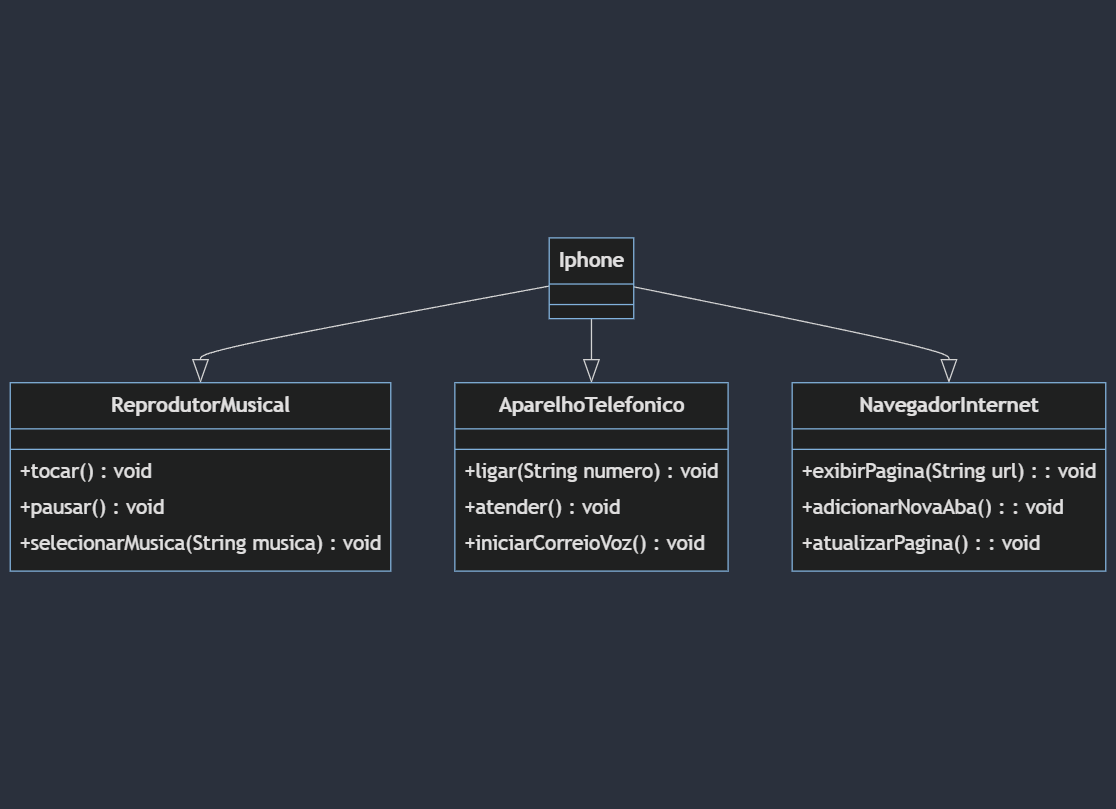 Iphone
ReprodutorMusical
+tocar() : void
+pausar() : void
+selecionarMusica(String musica) : void
AparelhoTelefonico
+ligar(String numero) : void
+atender() : void
+iniciarCorreioVoz() : void
NavegadorInternet
+exibirPagina(String url) : : void
+adicionarNovaAba() : : void
+atualizarPagina() : : void